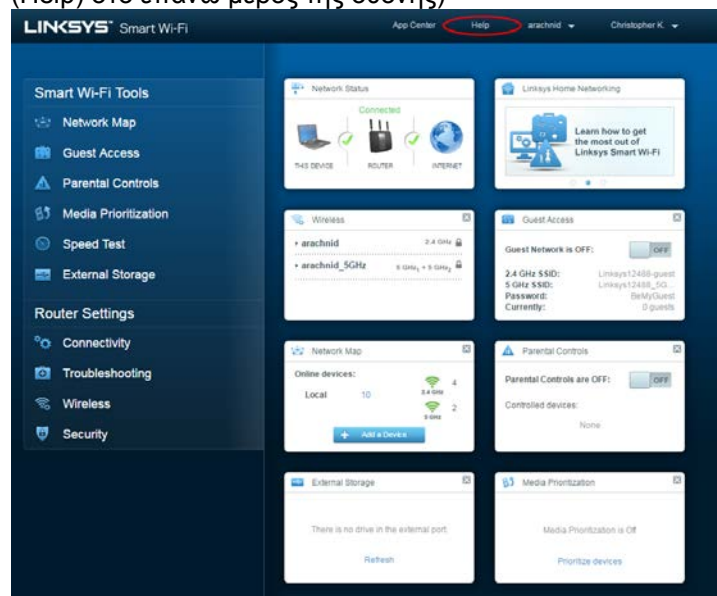 (Help) στο επάνω μέρος της οθόνης)
LINKSYS Smart Wi-Fi
App Center Help arachnid Christopher K.
Smart Wi-Fi Tools
Network Map
Guest Access
Parental Controls
Media Prioritization
Speed Test
External Storage
Router Settings
Connectivity
Troubleshooting
Wireless
Security
Network Status
Connected
THIS DEVICE ROUTER INTERNET
Linksys Home Networking
Learn how to get
the most out of
Linksys Smart Wi-Fi
Wireless
arachnid 2.4 GHz
arachnid_5GHz 5 GHz1 + 5 GHz2
Guest Access
Guest Network is OFF: OFF
2.4 GHz SSID: Linksys12488-guest
5 GHz SSID: Linksys12488_5G...
Password: BeMyGuest
Currently: 0 guests
Network Map
Online devices:
Local 10
4
2.4 GHz
2
5 GHz
+ Add a Device
Parental Controls
Parental Controls are OFF: OFF
Controlled devices:
None
External Storage
There is no drive in the external port.
Refresh
Media Prioritization
Media Prioritization is Off
Prioritize devices